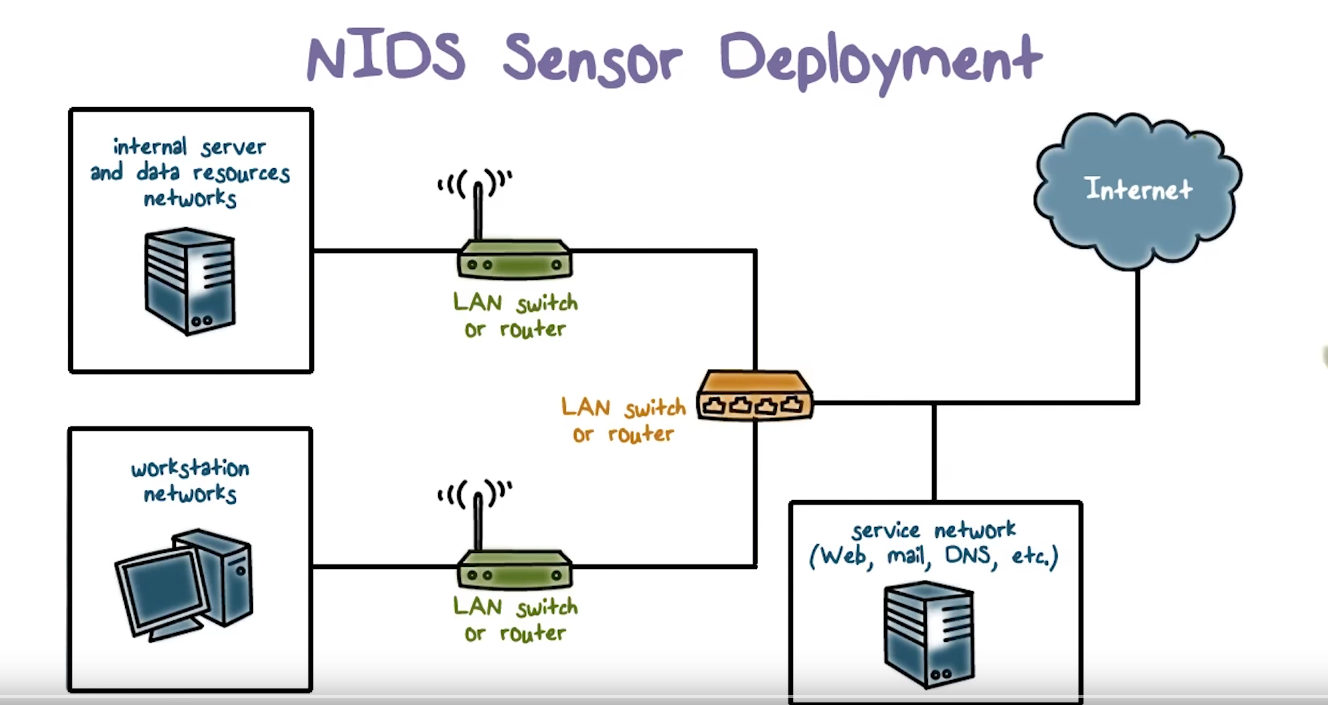 NIDS Sensor Deployment
internal server
and data resources
networks
LAN switch
or router
Internet
LAN switch
or router
workstation
networks
LAN switch
or router
service network
(Web, mail, DNS, etc.)